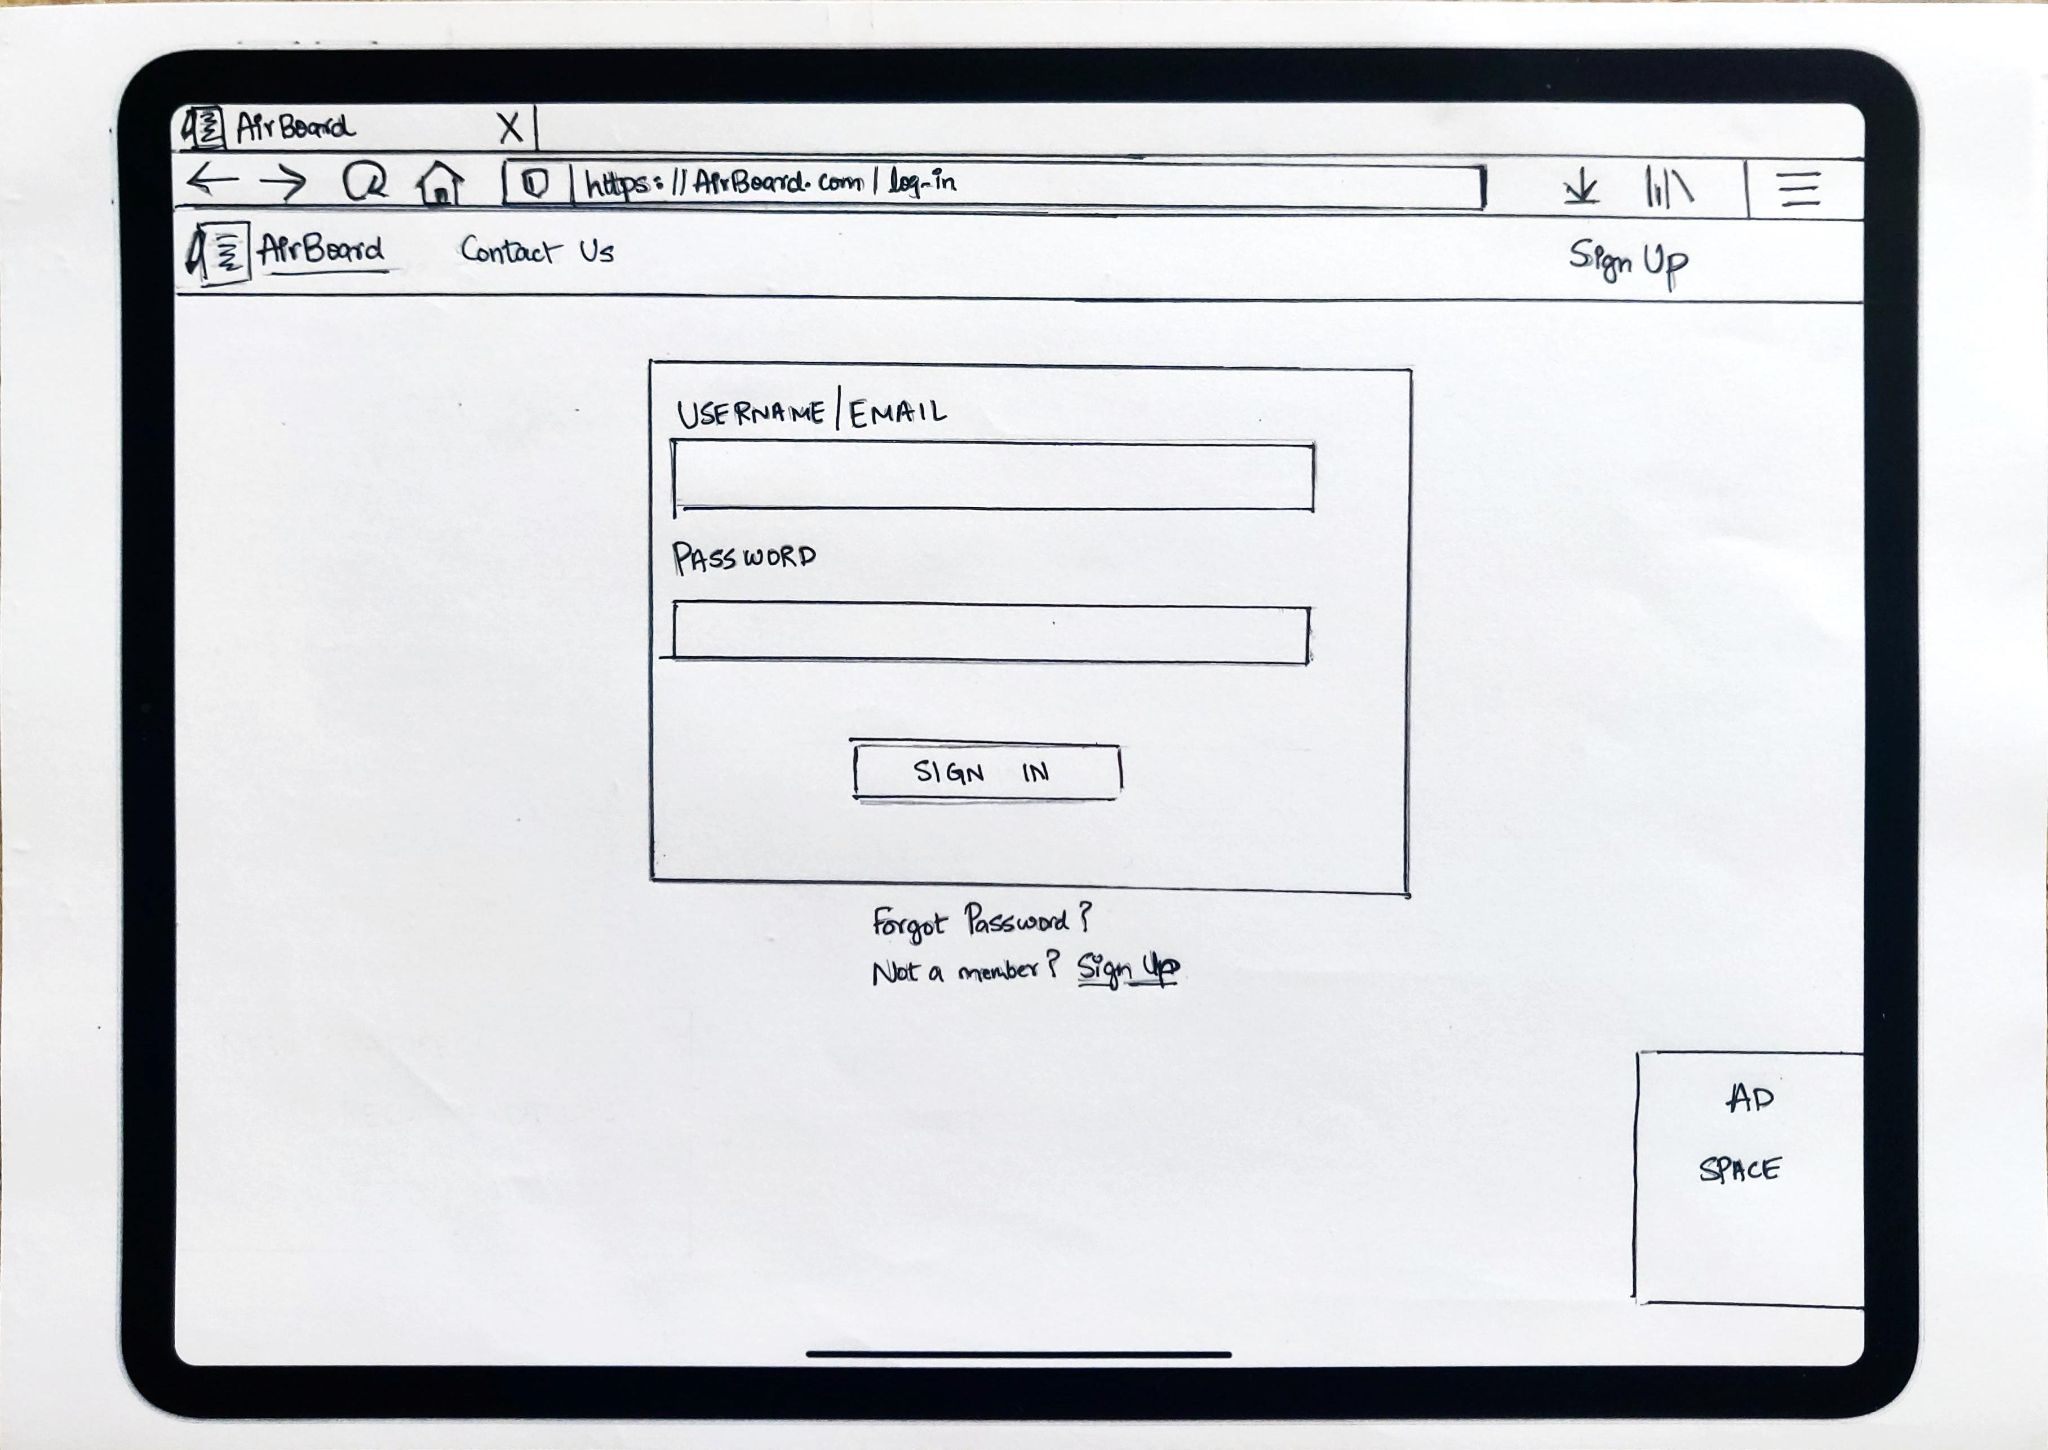 AirBoard X
https://AirBoard.com/log-in
AirBoard Contact Us Sign Up
USERNAME/EMAIL
PASSWORD
SIGN IN
Forgot Password?
Not a member? Sign Up
AD
SPACE